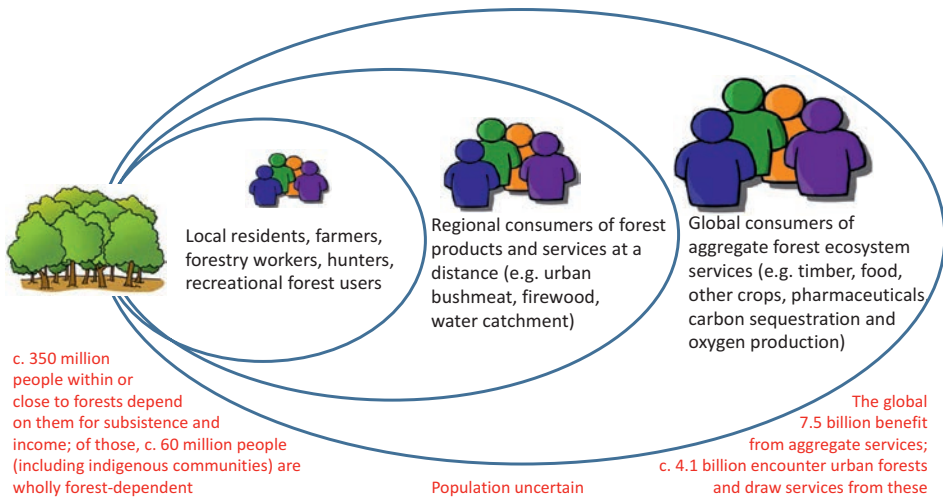 Local residents, farmers,
forestry workers, hunters,
recreational forest users
Regional consumers of forest
products and services at a
distance (e.g. urban
bushmeat, firewood,
water catchment)
Global consumers of
aggregate forest ecosystem
services (e.g. timber, food,
other crops, pharmaceuticals,
carbon sequestration and
oxygen production)
c. 350 million
people within or
close to forests depend
on them for subsistence and
income; of those, c. 60 million people
(including indigenous communities) are
wholly forest-dependent
Population uncertain
The global
7.5 billion benefit
from aggregate services;
c. 4.1 billion encounter urban forests
and draw services from these